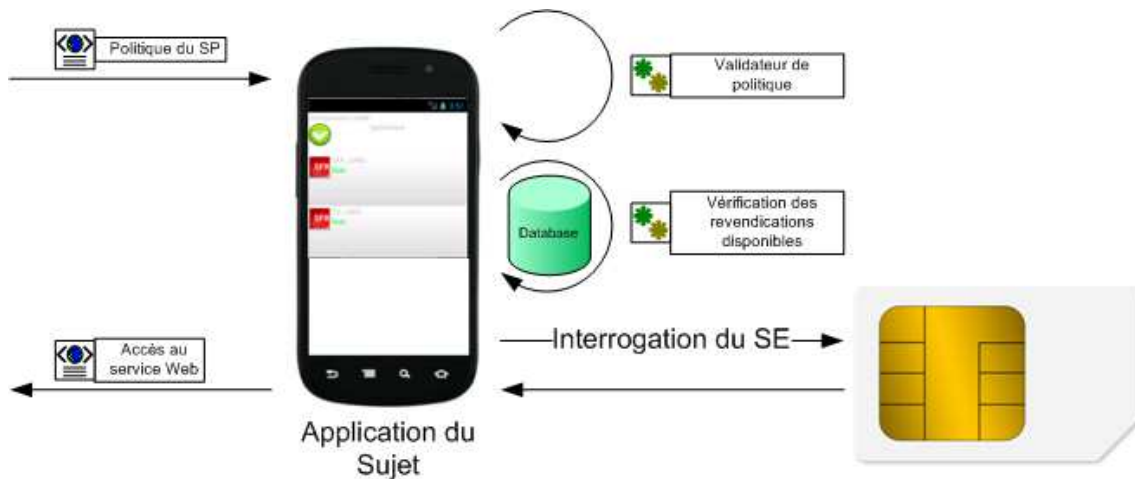 Politique du SP
Validateur de
politique
Database
Vérification des
revendications
disponibles
Interrogation du SE
Accès au
service Web
Application du
Sujet